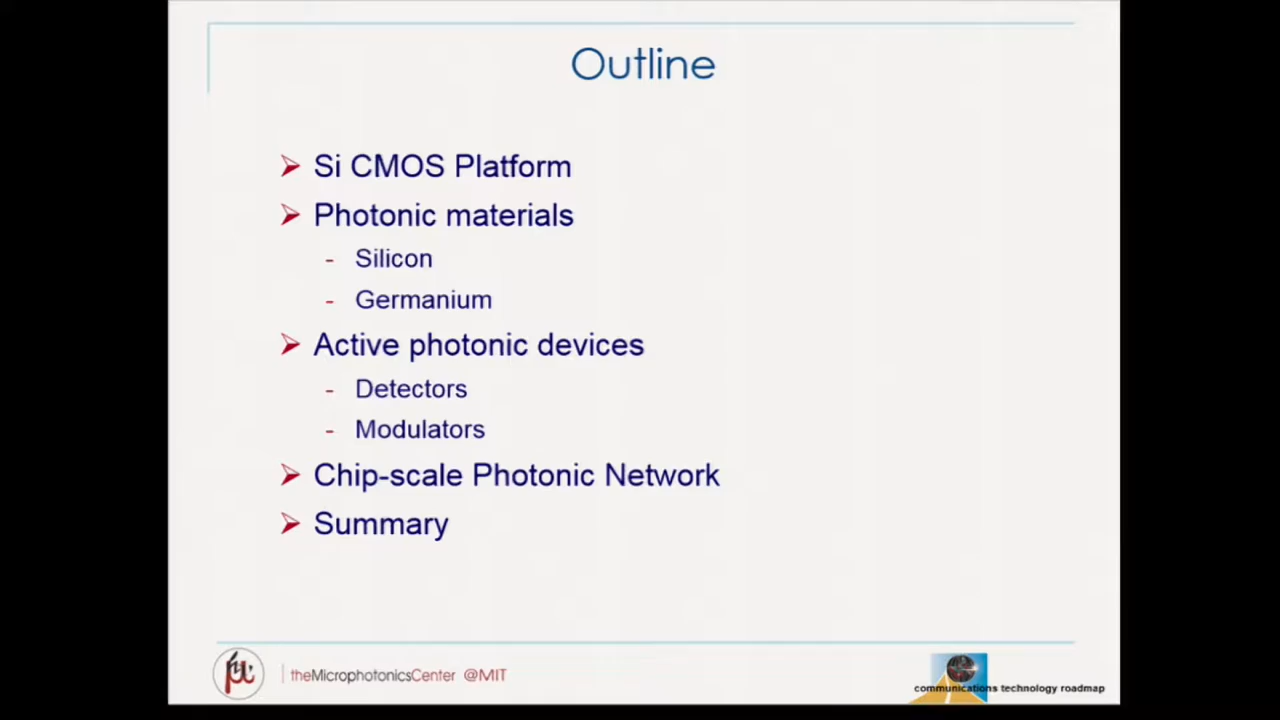 Outline
Si CMOS Platform
Photonic materials
- Silicon
- Germanium
Active photonic devices
- Detectors
- Modulators
Chip-scale Photonic Network
Summary
μ
theMicrophotonicsCenter @MIT
communications technology roadmap